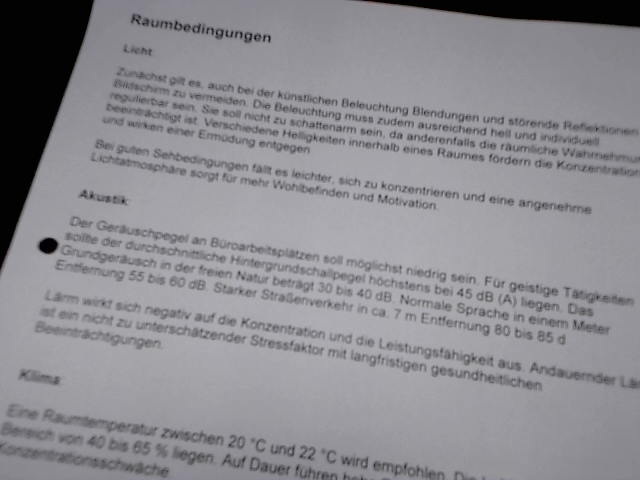 Raumbedingungen
Licht:
Zunächst gilt es, auch bei der künstlichen Beleuchtung Blendungen und störende Reflektionen
Bildschirm zu vermeiden. Die Beleuchtung muss zudem ausreichend hell und individuell
regulierbar sein. Sie soll nicht zu schattenarm sein, da anderenfalls die räumliche Wahrnehmu
beeinträchtigt ist. Verschiedene Helligkeiten innerhalb eines Raumes fördern die Konzentration
und wirken einer Ermüdung entgegen
Bei guten Sehbedingungen fällt es leichter, sich zu konzentrieren und eine angenehme
Lichtatmosphäre sorgt für mehr Wohlbefinden und Motivation.
Akustik:
Der Geräuschpegel an Büroarbeitsplätzen soll möglichst niedrig sein. Für geistige Tätigkeiten
sollte der durchschnittliche Hintergrundschallpegel höchstens bei 45 dB (A) liegen. Das
Grundgeräusch in der freien Natur beträgt 30 bis 40 dB. Normale Sprache in einem Meter
Entfernung 55 bis 60 dB. Starker Straßenverkehr in ca. 7 m Entfernung 80 bis 85 d
Lärm wirkt sich negativ auf die Konzentration und die Leistungsfähigkeit aus. Andauernder Lär
ist ein nicht zu unterschätzender Stressfaktor mit langfristigen gesundheitlichen
Beeinträchtigungen.
Klima:
Eine Raumtemperatur zwischen 20 °C und 22 °C wird empfohlen. Die
Bereich von 40 bis 65 % liegen. Auf Dauer führen
Konzentrationsschwäche